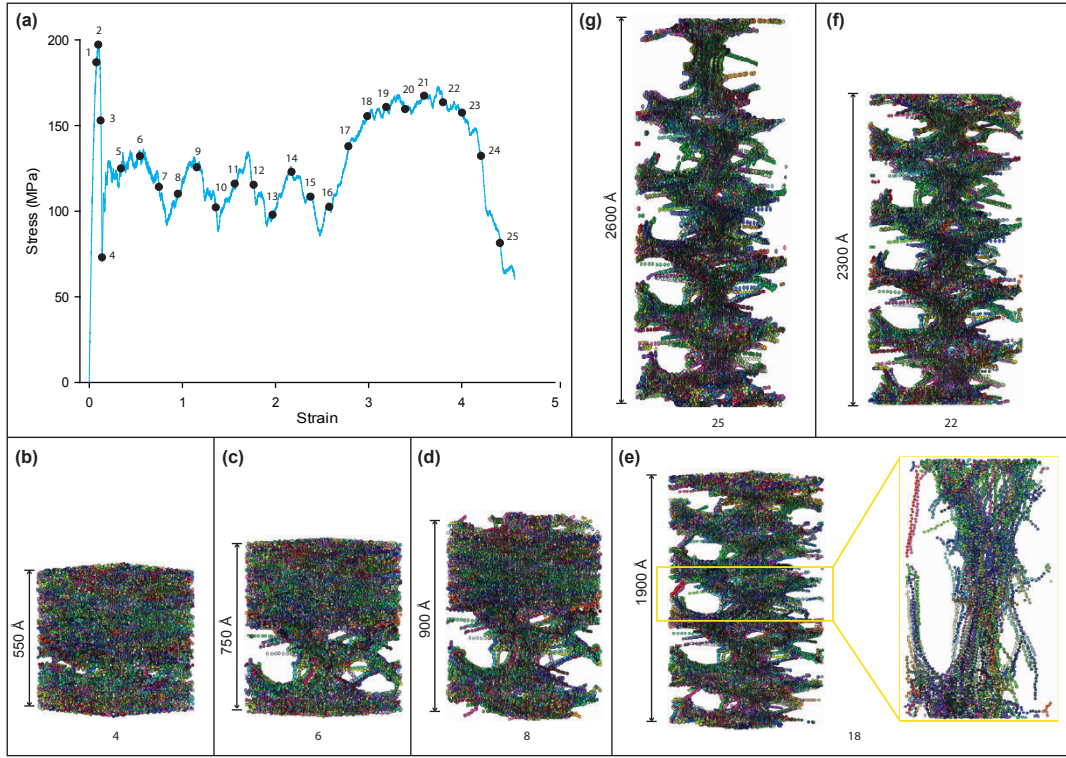 (a)
Stress (MPa)
200
150
100
50
0
0 1 2 3 4 5
Strain
1 2 3 4 5 6 7 8 9 10 11 12 13 14 15 16 17 18 19 20 21 22 23 24 25
(g)
2600 Å
25
(f)
2300 Å
22
(b)
550 Å
4
(c)
750 Å
6
(d)
900 Å
8
(e)
1900 Å
18